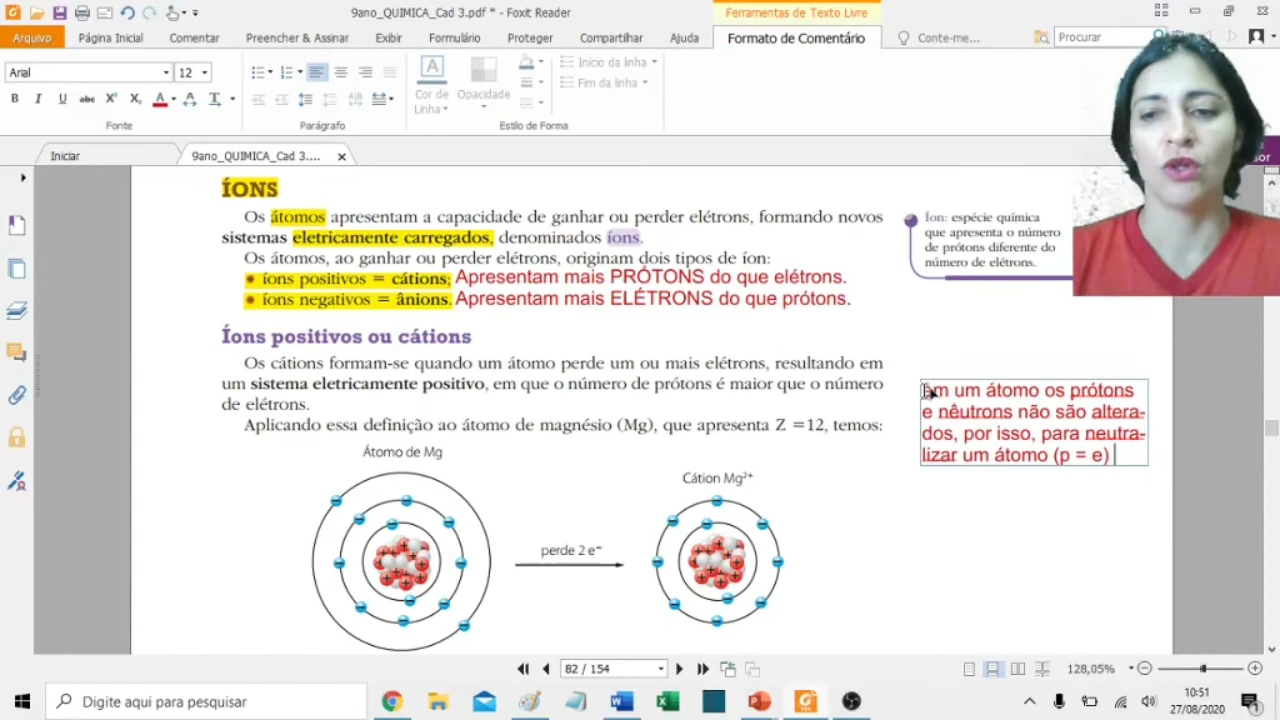 9ano_QUIMICA_Cad 3.pdf * - Foxit Reader
Ferramentas de Texto Livre
Arquivo
Página Inicial
Comentar
Preencher & Assinar
Exibir
Formulário
Proteger
Compartilhar
Ajuda
Formato de Comentário
Conte-me...
Procurar
Arial
12
Cor de Linha
Opacidade
Início da linha
Fim da linha
Fonte
Parágrafo
Estilo de Forma
Iniciar
9ano_QUIMICA_Cad 3....
ÍONS
Os átomos apresentam a capacidade de ganhar ou perder elétrons, formando novos
sistemas eletricamente carregados, denominados íons.
Os átomos, ao ganhar ou perder elétrons, originam dois tipos de íon:
íons positivos = cátions; Apresentam mais PRÓTONS do que elétrons.
íons negativos = ânions. Apresentam mais ELÉTRONS do que prótons.
Íon: espécie química
que apresenta o número
de prótons diferente do
número de elétrons.
Íons positivos ou cátions
Os cátions formam-se quando um átomo perde um ou mais elétrons, resultando em
um sistema eletricamente positivo, em que o número de prótons é maior que o número
de elétrons.
Aplicando essa definição ao átomo de magnésio (Mg), que apresenta Z =12, temos:
um átomo os prótons
e nêutrons não são altera-
dos, por isso, para neutra-
lizar um átomo (p = e)
Átomo de Mg
Cátion Mg²⁺
perde 2 e⁻
82 / 154
128,05%
Digite aqui para pesquisar
10:51
27/08/2020